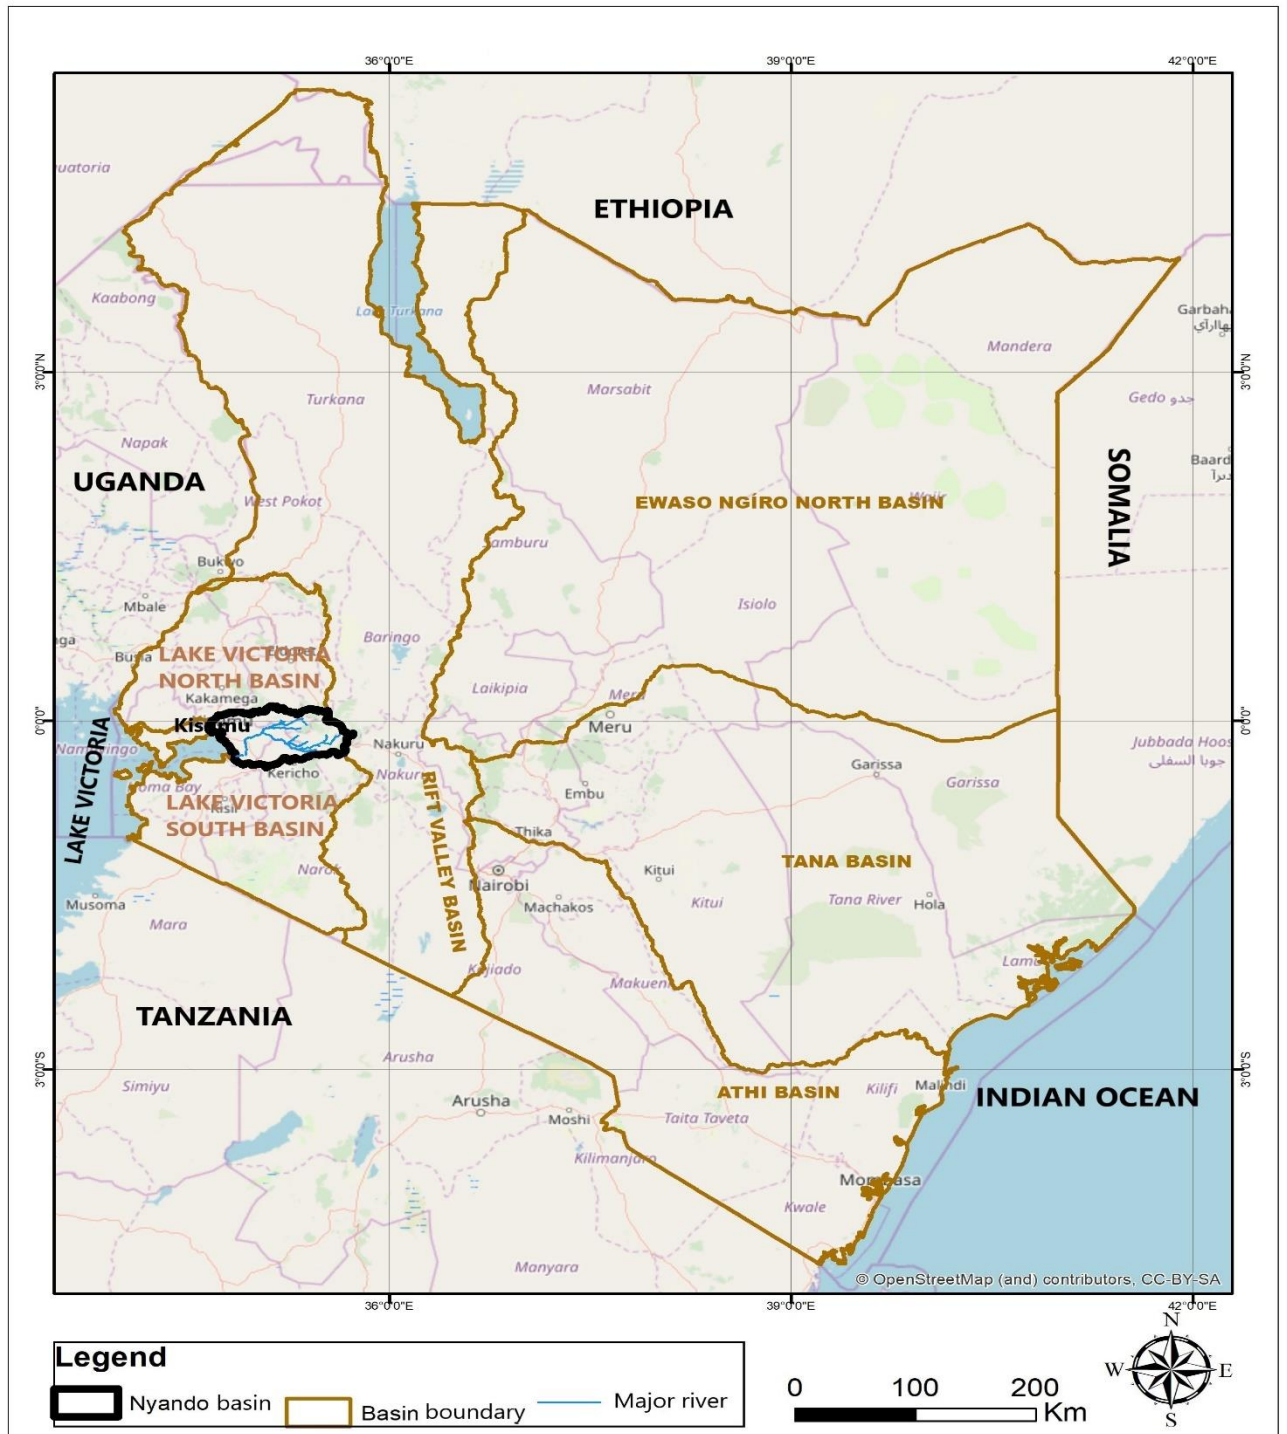 36°0'0"E
39°0'0"E
42°0'0"E
ETHIOPIA
Kaabong
Lake Turkana
Garbaha
Mandera
3°0'0"N
3°0'0"N
Marsabit
Turkana
Gedo جدو
Napak
UGANDA
SOMALIA
Baard
West Pokot
EWASO NGÍRO NORTH BASIN
Wajir
Samburu
Bukwo
Mbale
Isiolo
Baringo
Busia
LAKE VICTORIA
NORTH BASIN
Laikipia
Meru
Kakamega
Meru
0°0'0"
0°0'0"
Kisumu
LAKE VICTORIA
Nakuru
Jubbada Hoos
جوبا السفلى
Kericho
Nakuru
Garissa
Garissa
Embu
RIFT VALLEY BASIN
LAKE VICTORIA
SOUTH BASIN
Kisii
Thika
TANA BASIN
Narok
Nairobi
Kitui
Kitui
Tana River
Hola
Musoma
Machakos
Mara
Kajiado
Lamu
Makueni
TANZANIA
3°0'0"S
3°0'0"S
Arusha
Simiyu
ATHI BASIN
Kilifi
Malindi
INDIAN OCEAN
Arusha
Moshi
Taita Taveta
Kilimanjaro
Mombasa
Kwale
Manyara
© OpenStreetMap (and) contributors, CC-BY-SA
36°0'0"E
39°0'0"E
42°0'0"E
Legend
Nyando basin
Basin boundary
Major river
0
100
200
Km
N
W
E
S